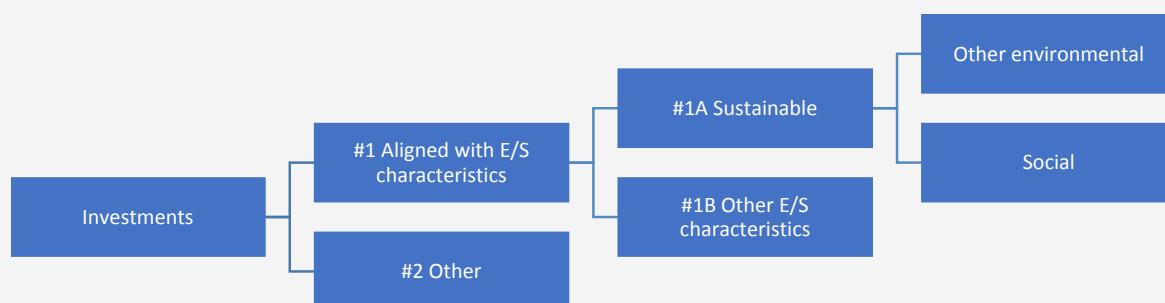 Other environmental
#1A Sustainable
#1 Aligned with E/S
characteristics
Social
Investments
#1B Other E/S
characteristics
#2 Other